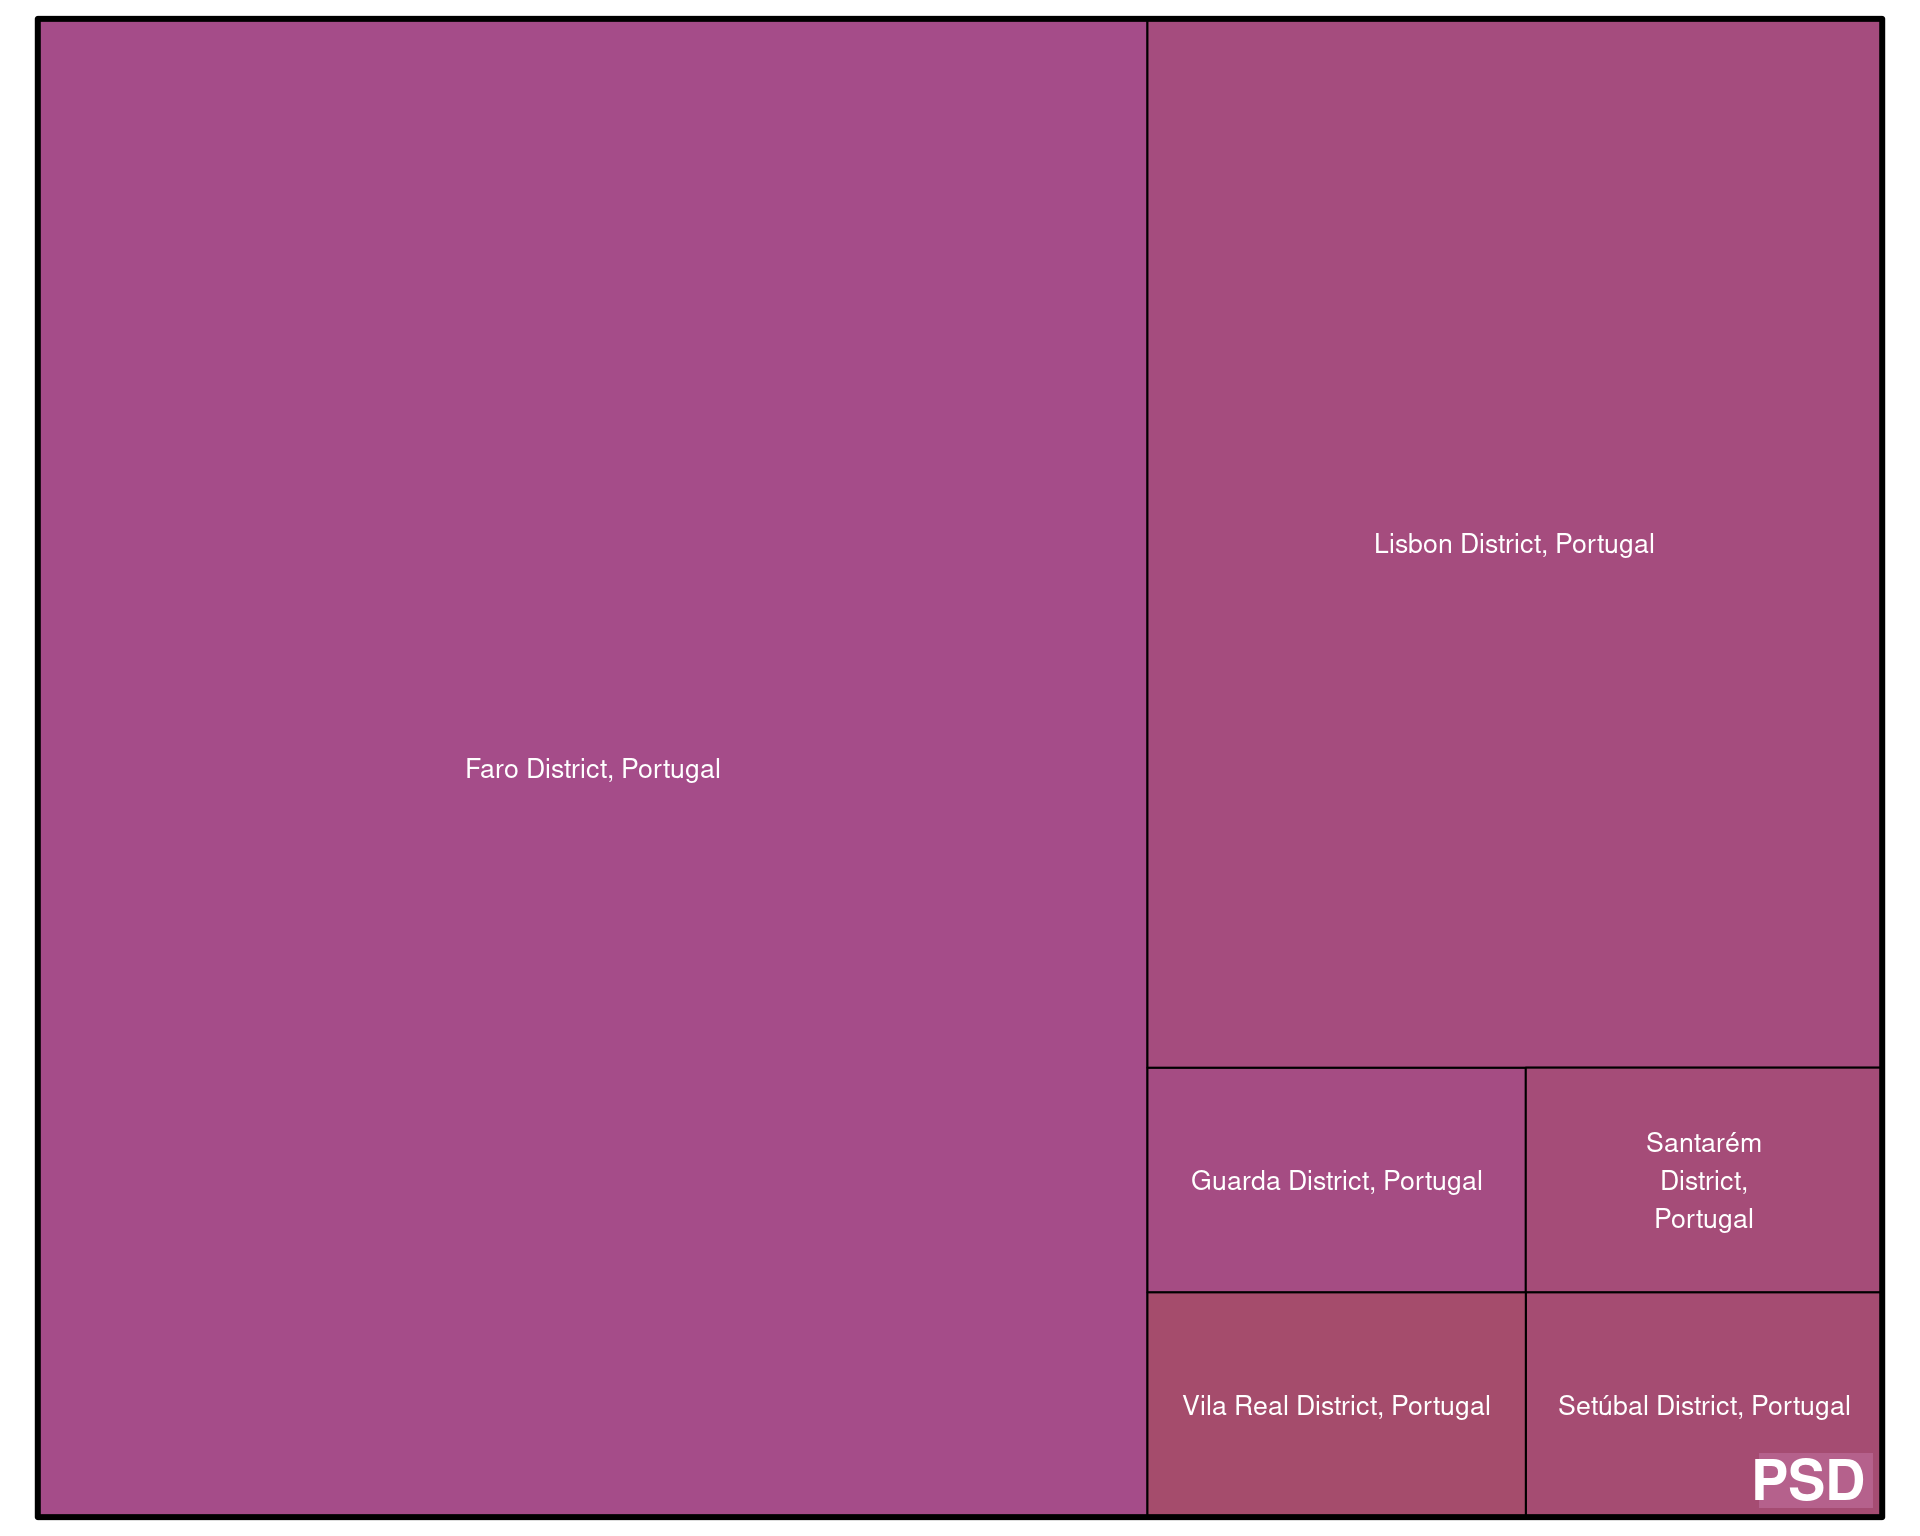 Faro District, Portugal
Lisbon District, Portugal
Guarda District, Portugal
Santarém
District,
Portugal
Vila Real District, Portugal
Setúbal District, Portugal
PSD